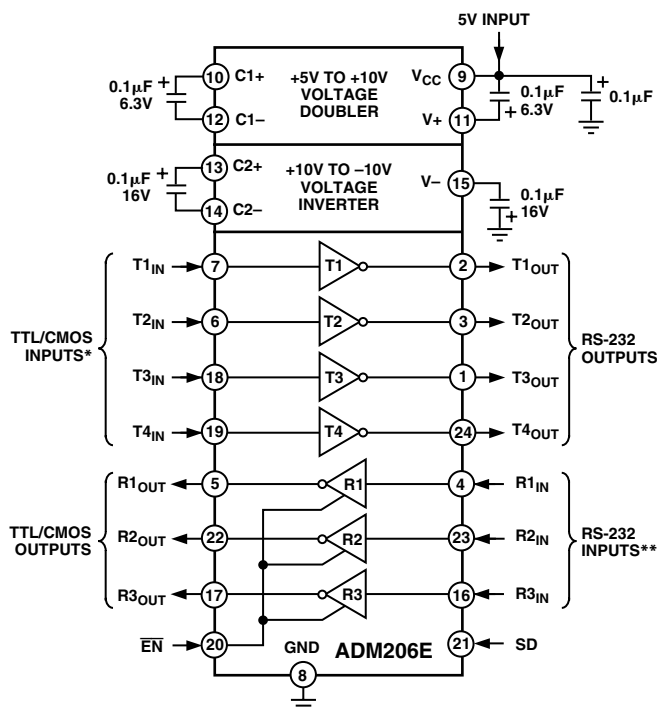 5V INPUT
0.1μF
6.3V
+
10
C1+
12
C1–
+5V TO +10V
VOLTAGE
DOUBLER
VCC
9
V+
11
+
0.1μF
6.3V
+
0.1μF
0.1μF
16V
+
13
C2+
14
C2–
+10V TO –10V
VOLTAGE
INVERTER
V–
15
+
0.1μF
16V
TTL/CMOS
INPUTS*
T1IN
7
T1
2
T1OUT
T2IN
6
T2
3
T2OUT
T3IN
18
T3
1
T3OUT
T4IN
19
T4
24
T4OUT
RS-232
OUTPUTS
TTL/CMOS
OUTPUTS
R1OUT
5
R1
4
R1IN
R2OUT
22
R2
23
R2IN
R3OUT
17
R3
16
R3IN
RS-232
INPUTS**
EN
20
GND
8
ADM206E
21
SD